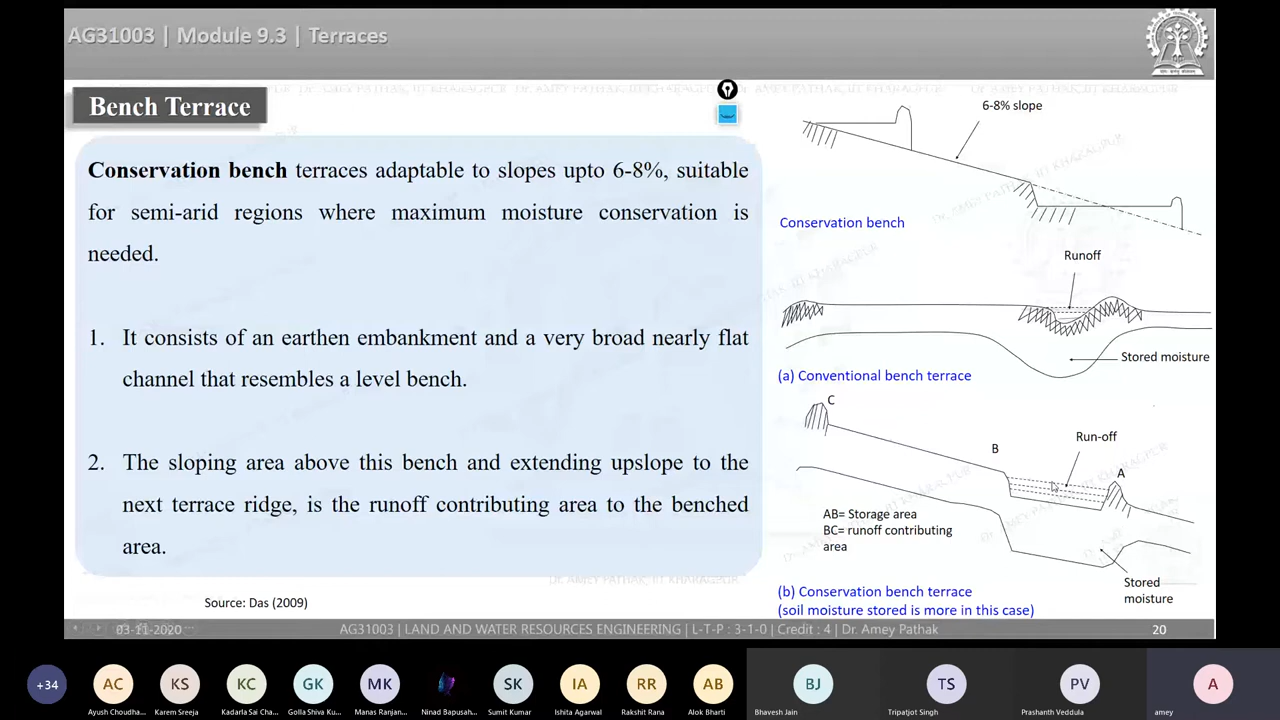 AG31003 | Module 9.3 | Terraces
Bench Terrace
Conservation bench terraces adaptable to slopes upto 6-8%, suitable
for semi-arid regions where maximum moisture conservation is
needed.
1. It consists of an earthen embankment and a very broad nearly flat
channel that resembles a level bench.
2. The sloping area above this bench and extending upslope to the
next terrace ridge, is the runoff contributing area to the benched
area.
Source: Das (2009)
6-8% slope
Conservation bench
Runoff
Stored moisture
(a) Conventional bench terrace
C
B
Run-off
A
AB= Storage area
BC= runoff contributing
area
Stored
moisture
(b) Conservation bench terrace
(soil moisture stored is more in this case)
03-11-2020
AG31003 | LAND AND WATER RESOURCES ENGINEERING | L-T-P : 3-1-0 | Credit : 4 | Dr. Amey Pathak
20
+34
AC
KS
KC
GK
MK
SK
IA
RR
AB
BJ
TS
PV
A
Ayush Choudha...
Karem Sreeja
Kadarla Sai Cha...
Golla Shiva Ku...
Manas Ranjan...
Ninad Bapusah...
Sumit Kumar
Ishita Agarwal
Rakshit Rana
Alok Bharti
Bhavesh Jain
Tripatjot Singh
Prashanth Veddula
amey